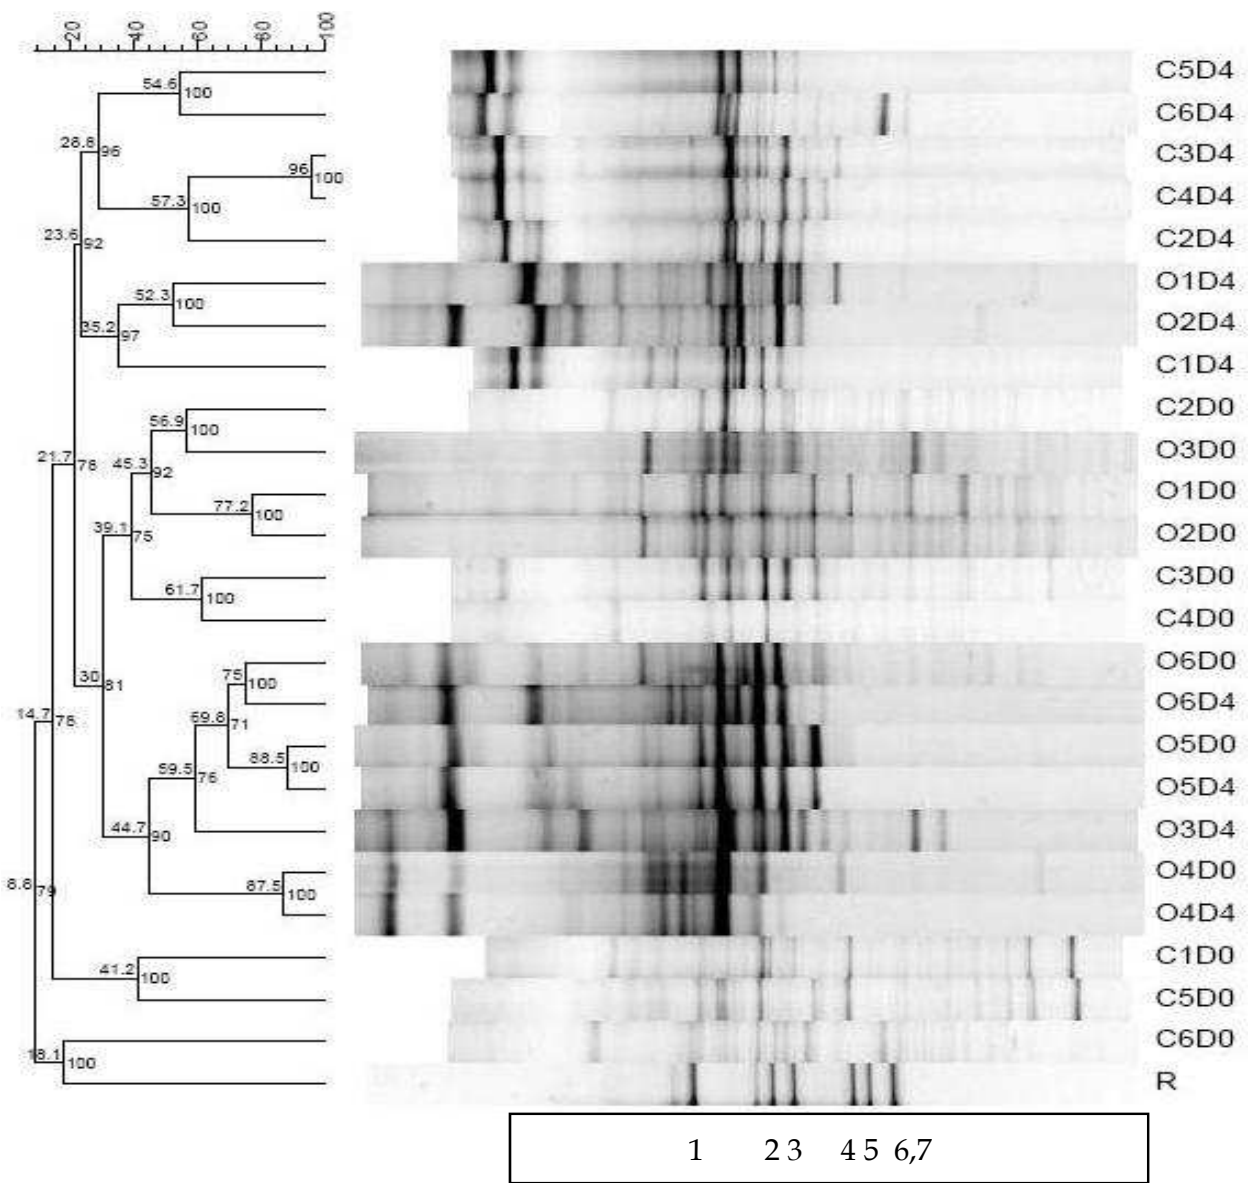 20 40 60 80 100
54.6 100 C5D4
C6D4
28.8 96 C3D4
96 100
57.3 100 C4D4
23.6 92 C2D4
52.3 100 O1D4
35.2 97 O2D4
C1D4
56.9 100 C2D0
21.7 78 45.3 92 O3D0
77.2 100 O1D0
39.1 75 O2D0
61.7 100 C3D0
C4D0
30 81 75 100 O6D0
14.7 78 69.8 71 O6D4
88.5 100 O5D0
59.5 76 O5D4
44.7 90 O3D4
8.6 79 87.5 100 O4D0
O4D4
41.2 100 C1D0
C5D0
18.1 100 C6D0
R
1 2 3 4 5 6,7